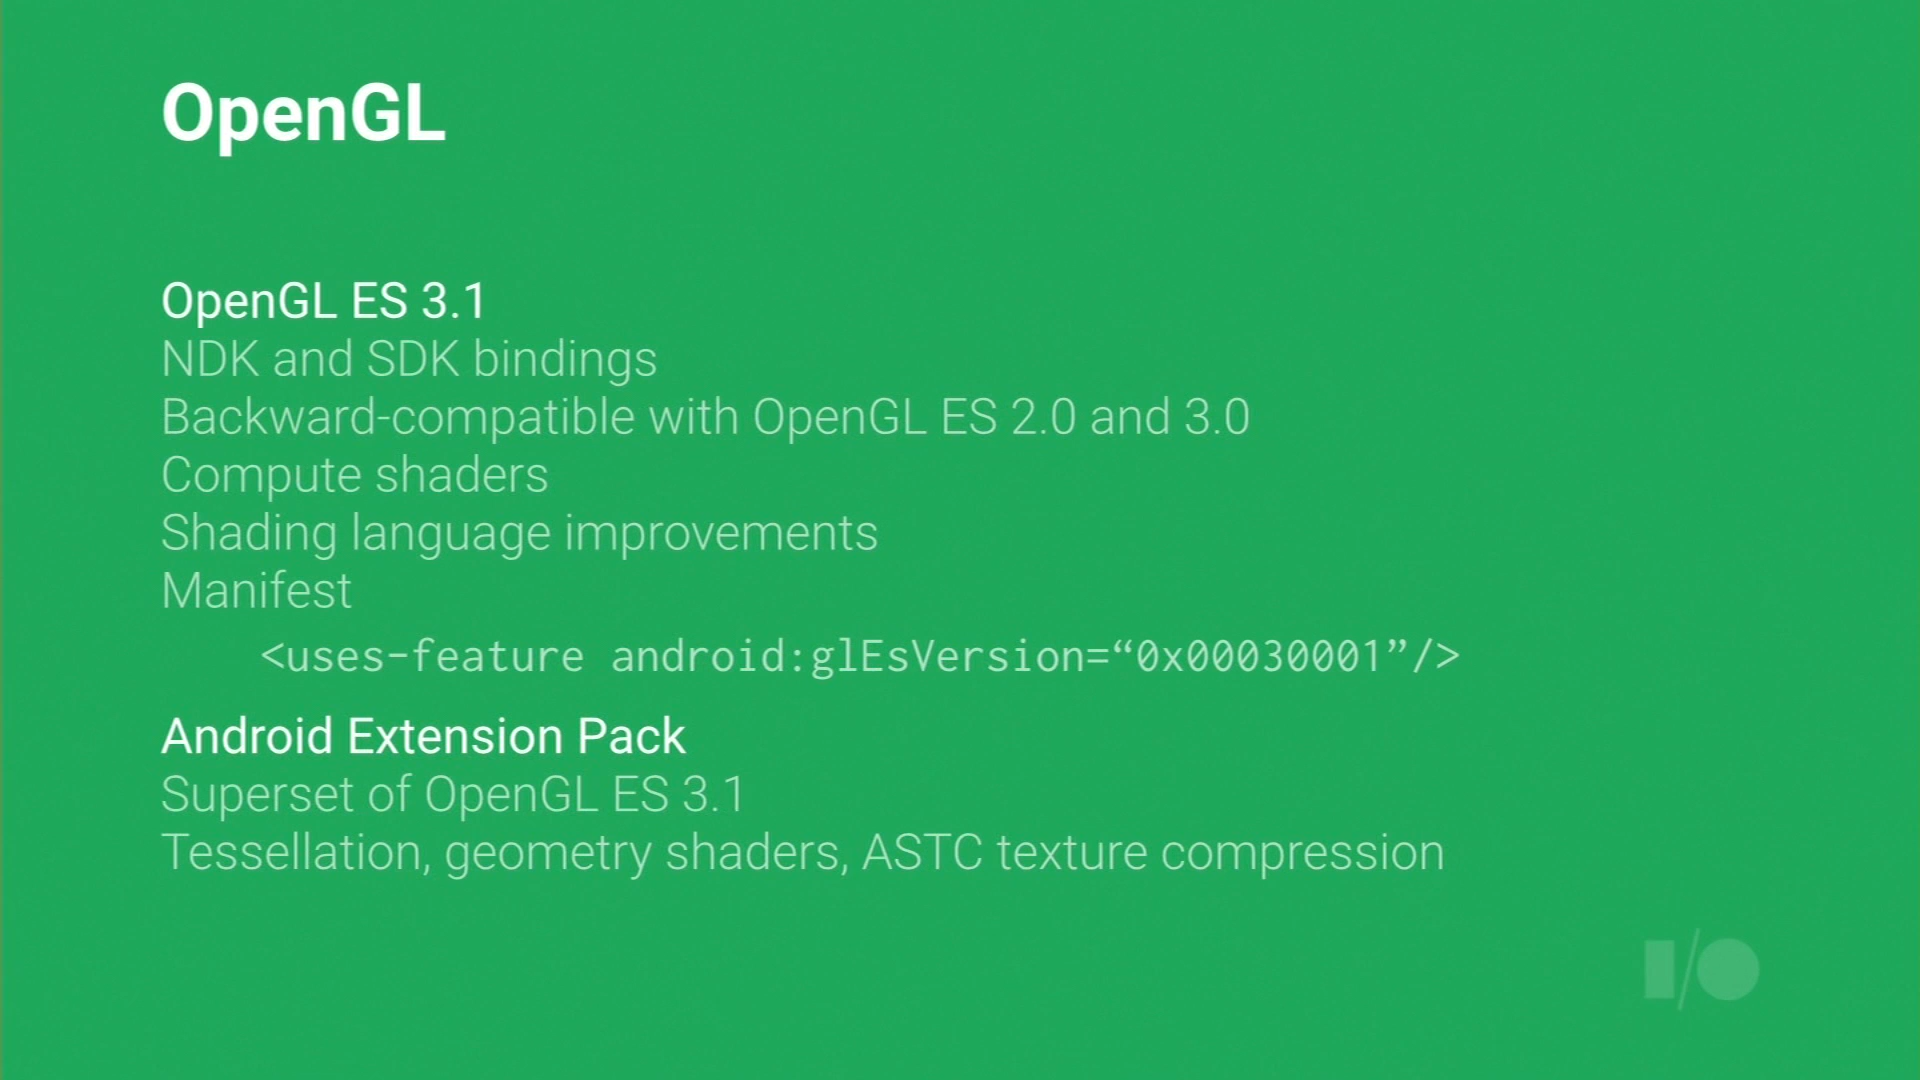 OpenGL
OpenGL ES 3.1
NDK and SDK bindings
Backward-compatible with OpenGL ES 2.0 and 3.0
Compute shaders
Shading language improvements
Manifest
<uses-feature android:glEsVersion=“0x00030001”/>
Android Extension Pack
Superset of OpenGL ES 3.1
Tessellation, geometry shaders, ASTC texture compression
I/O